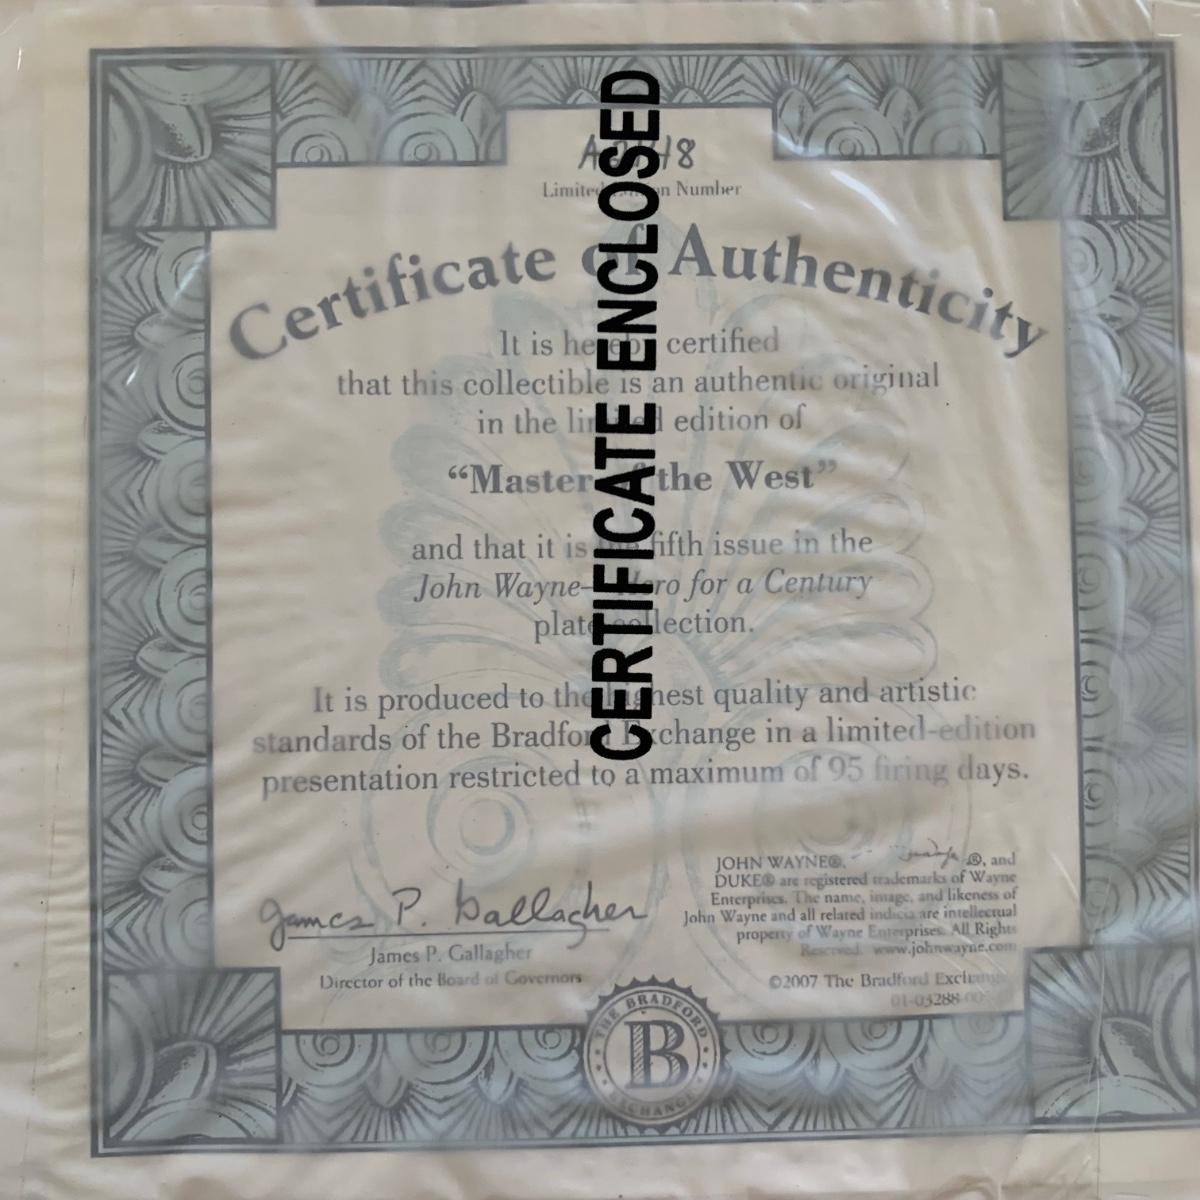 Limited Edition Number
Certificate of Authenticity
It is hereby certified
that this collectible is an authentic original
in the limited edition of
“Master of the West”
and that it is the fifth issue in the
John Wayne—Hero for a Century
plate collection.
It is produced to the highest quality and artistic
standards of the Bradford Exchange in a limited-edition
presentation restricted to a maximum of 95 firing days.
James P. Gallagher
James P. Gallagher
Director of the Board of Governors
JOHN WAYNE®, ®, and
DUKE® are registered trademarks of Wayne
Enterprises. The name, image, and likeness of
John Wayne and all related indicia are intellectual
property of Wayne Enterprises. All Rights
Reserved. www.johnwayne.com
©2007 The Bradford Exchange
THE BRADFORD
B
EXCHANGE
CERTIFICATE ENCLOSED